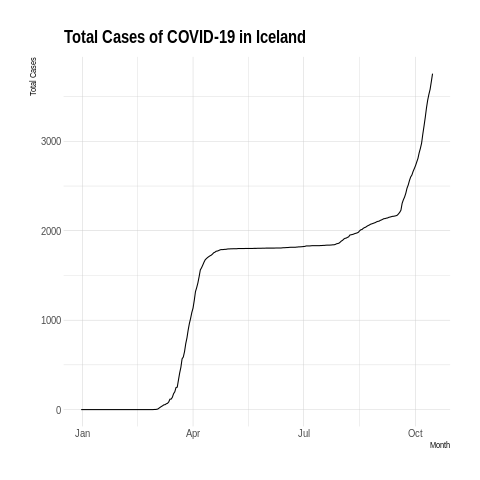 Total Cases of COVID-19 in Iceland
Total Cases
3000
2000
1000
0
Jan Apr Jul Oct
Month